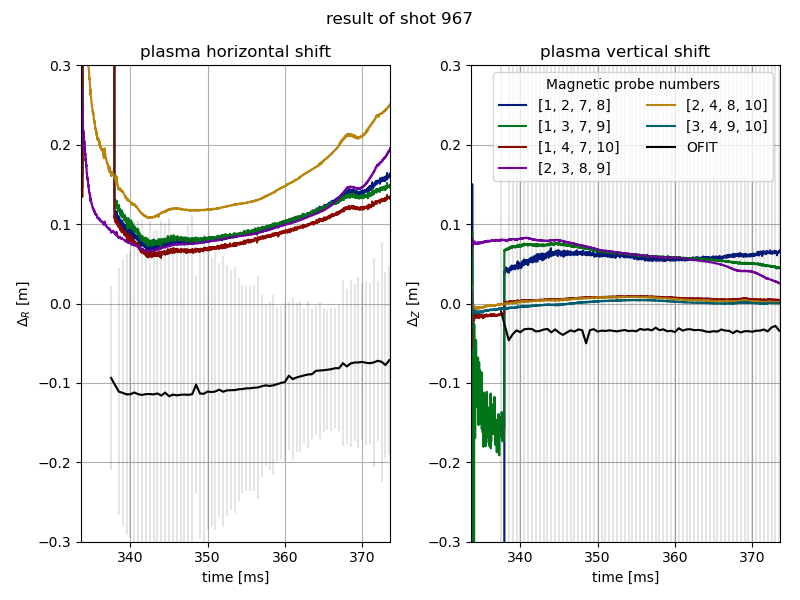 result of shot 967
plasma horizontal shift
0.3
0.2
0.1
0.0
−0.1
−0.2
−0.3
Δ_R [m]
340
350
360
370
time [ms]
plasma vertical shift
Magnetic probe numbers
[1, 2, 7, 8]
[1, 3, 7, 9]
[1, 4, 7, 10]
[2, 3, 8, 9]
[2, 4, 8, 10]
[3, 4, 9, 10]
OFIT
0.3
0.2
0.1
0.0
−0.1
−0.2
−0.3
Δ_Z [m]
340
350
360
370
time [ms]